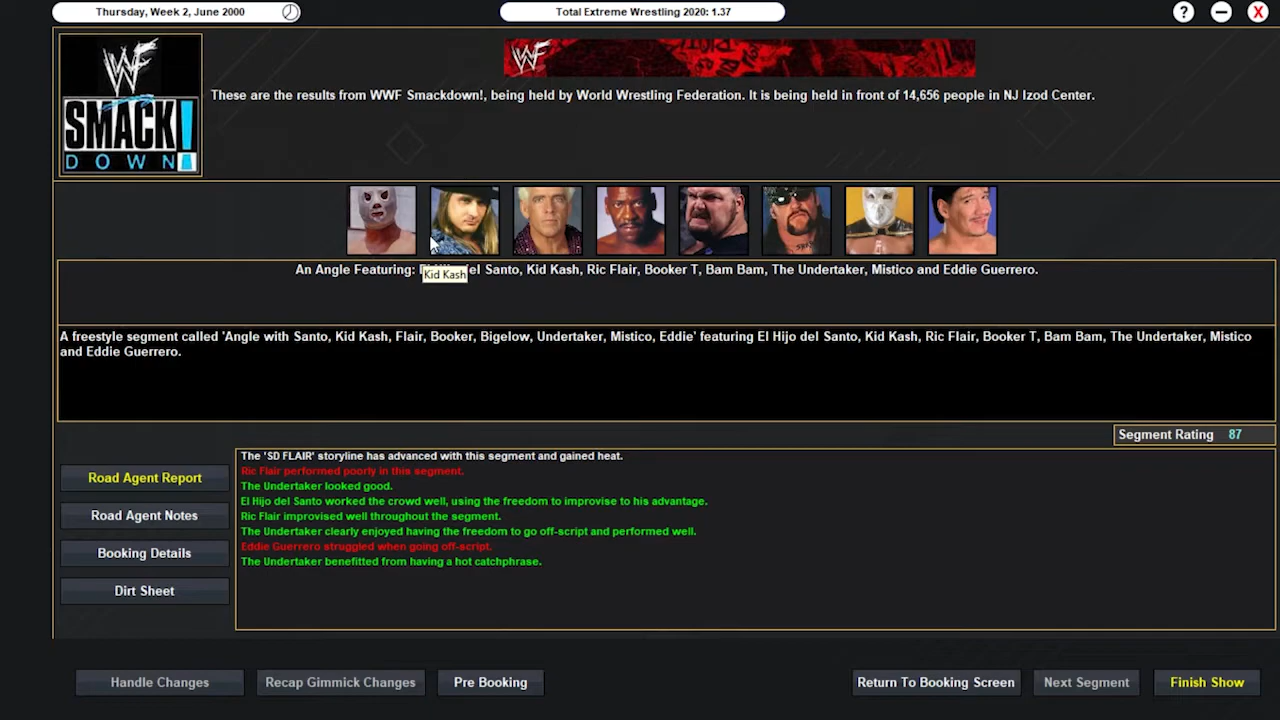 Thursday, Week 2, June 2000
Total Extreme Wrestling 2020: 1.37
?
X
WF
SMACK
DOWN!
WF
These are the results from WWF Smackdown!, being held by World Wrestling Federation. It is being held in front of 14,656 people in NJ Izod Center.
An Angle Featuring: El Hijo del Santo, Kid Kash, Ric Flair, Booker T, Bam Bam, The Undertaker, Mistico and Eddie Guerrero.
Kid Kash
A freestyle segment called 'Angle with Santo, Kid Kash, Flair, Booker, Bigelow, Undertaker, Mistico, Eddie' featuring El Hijo del Santo, Kid Kash, Ric Flair, Booker T, Bam Bam, The Undertaker, Mistico
and Eddie Guerrero.
Segment Rating 87
Road Agent Report
Road Agent Notes
Booking Details
Dirt Sheet
The 'SD FLAIR' storyline has advanced with this segment and gained heat.
Ric Flair performed poorly in this segment.
The Undertaker looked good.
El Hijo del Santo worked the crowd well, using the freedom to improvise to his advantage.
Ric Flair improvised well throughout the segment.
The Undertaker clearly enjoyed having the freedom to go off-script and performed well.
Eddie Guerrero struggled when going off-script.
The Undertaker benefitted from having a hot catchphrase.
Handle Changes
Recap Gimmick Changes
Pre Booking
Return To Booking Screen
Next Segment
Finish Show